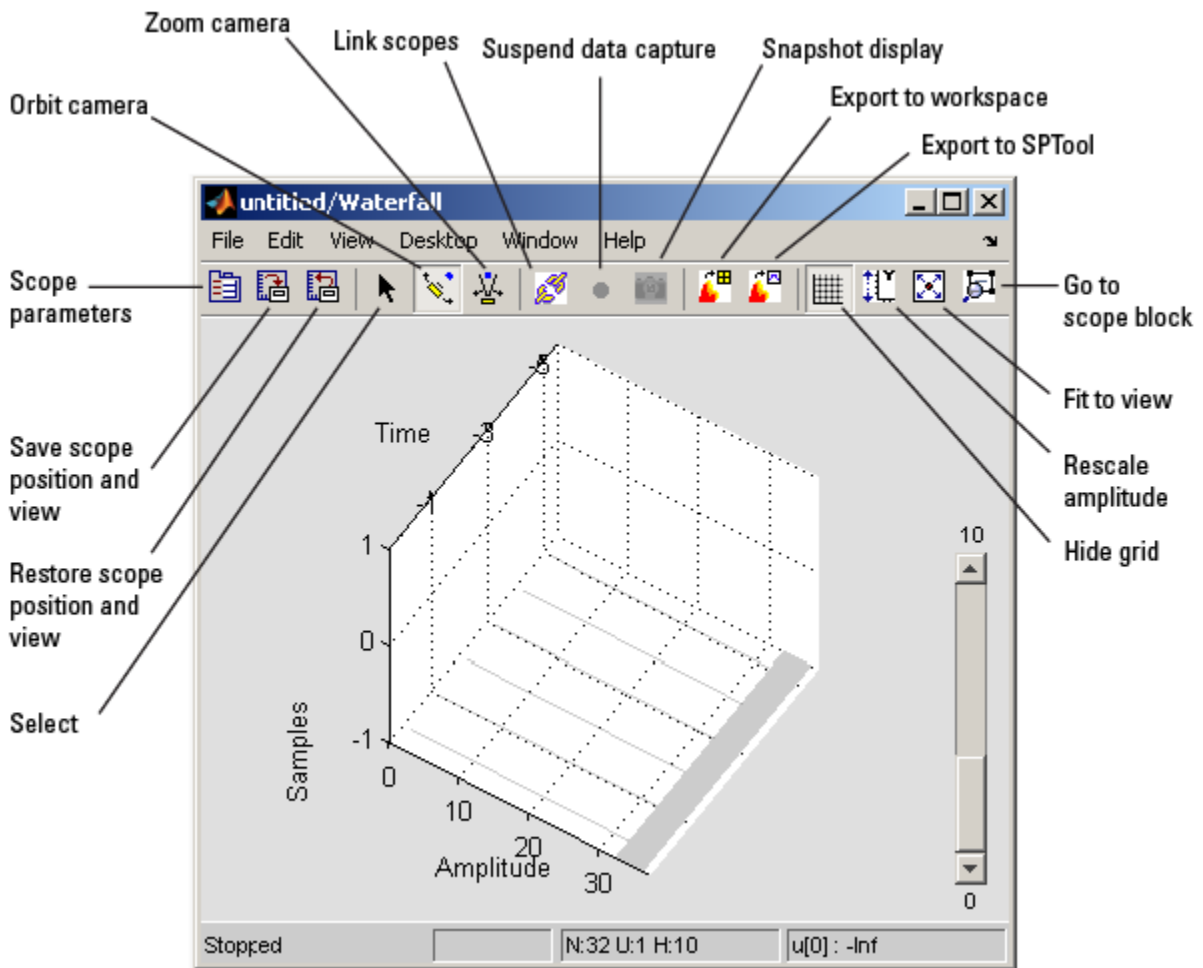 Zoom camera
Link scopes
Suspend data capture
Snapshot display
Orbit camera
Export to workspace
Export to SPTool
untitled/Waterfall
File Edit View Desktop Window Help
Scope
parameters
Go to
scope block
Save scope
position and
view
Restore scope
position and
view
Select
Fit to view
Rescale
amplitude
Hide grid
Time
-5
-3
-1
1
0
-1
Samples
0
10
20
30
Amplitude
10
0
Stopped
N:32 U:1 H:10
u[0] : -Inf